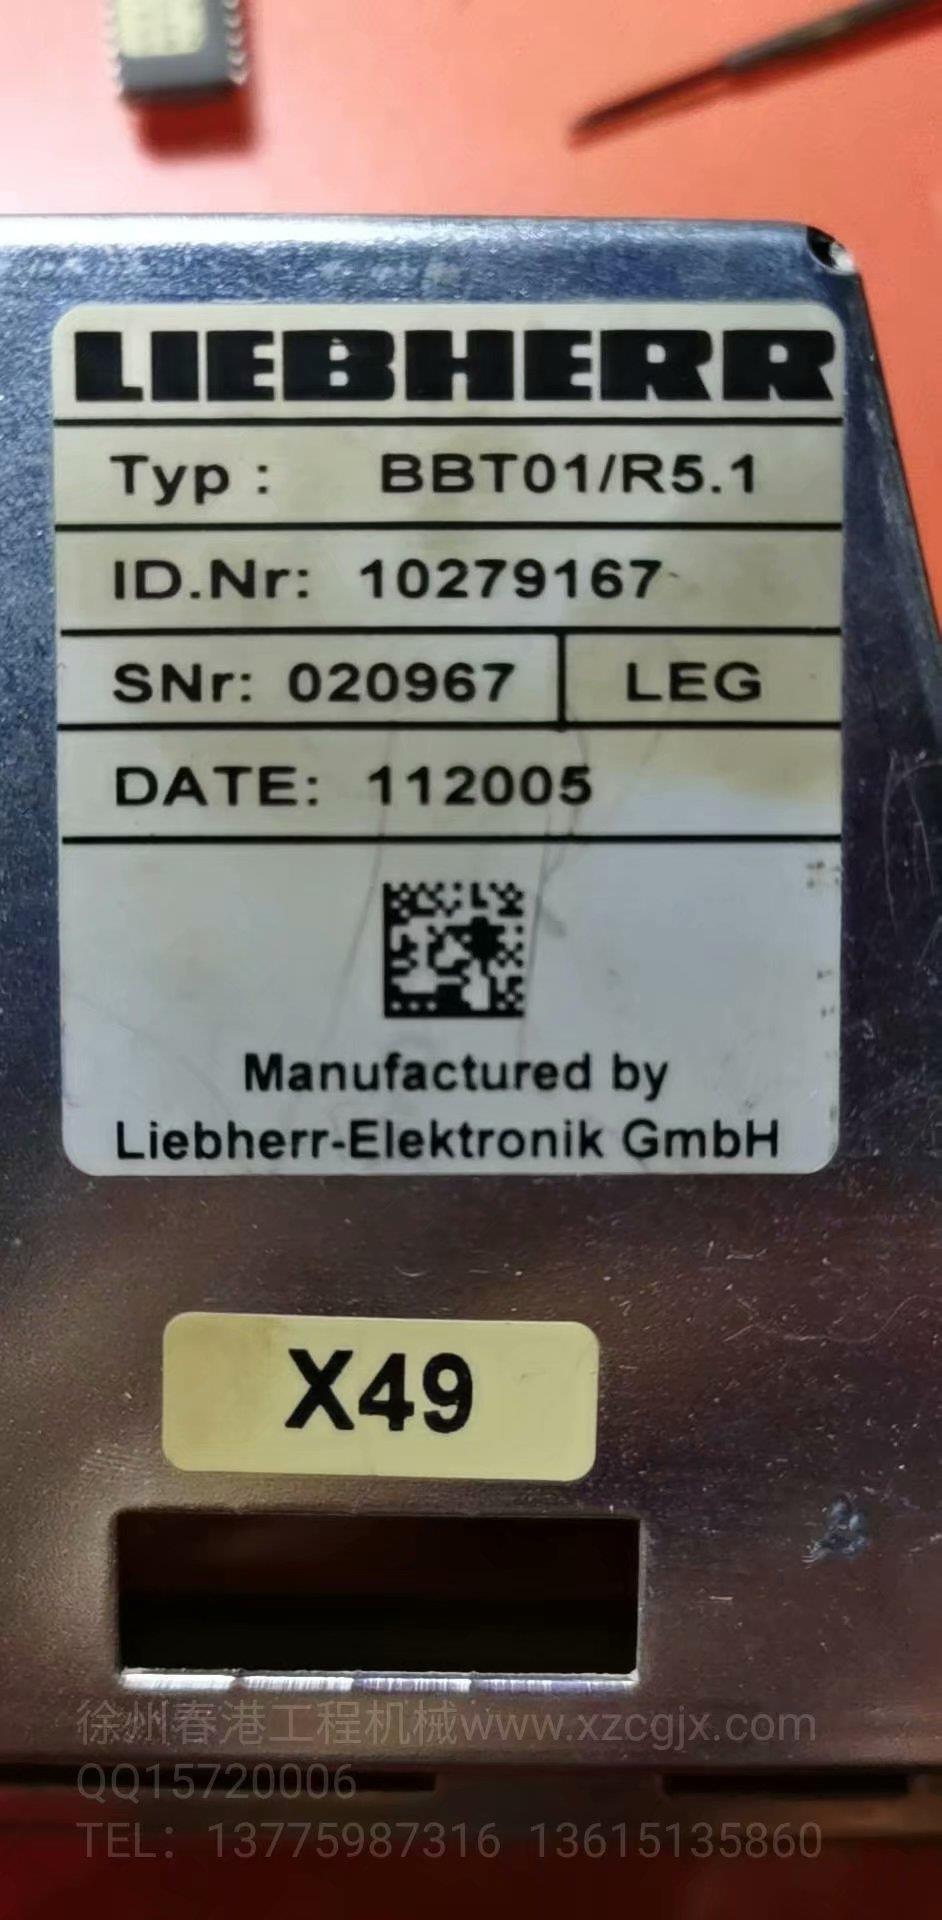 LIEBHERR
Typ : BBT01/R5.1
ID.Nr: 10279167
SNr: 020967 LEG
DATE: 112005
Manufactured by
Liebherr-Elektronik GmbH
X49
徐州春港工程机械www.xzcgjx.com
QQ15720006
TEL：13775987316 13615135860